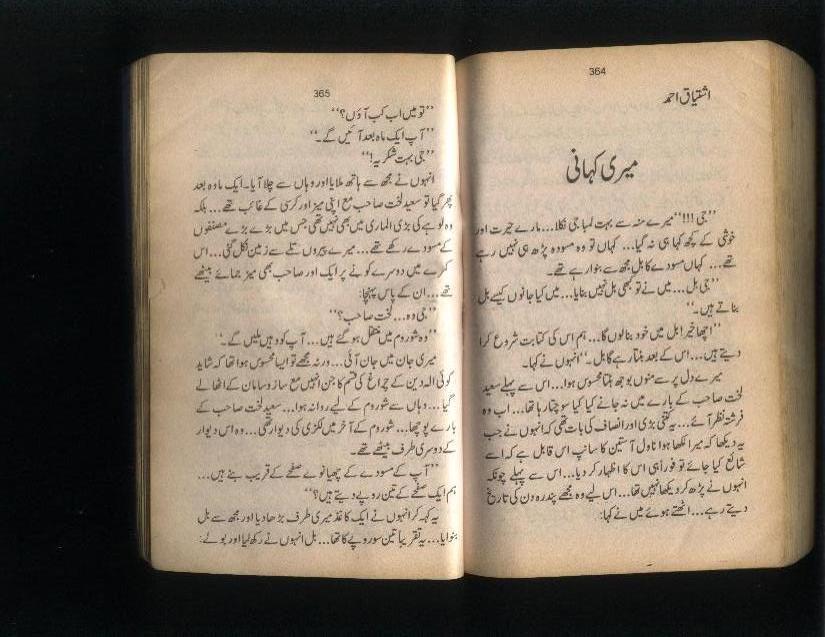 364
اشتیاق احمد
میری کہانی
’’جی!!!‘‘ میرے منہ سے بہت لمبا جی نکلا... مارے حیرت اور
خوشی کے کچھ کہا ہی نہ گیا... کہاں تو وہ مسودہ پڑھ ہی نہیں رہے
تھے... کہاں مسودے کا بل مجھ سے بنوا رہے تھے۔
’’جی بل... میں نے تو کبھی بل نہیں بنایا... میں کیا جانوں کیسے بل
بناتے ہیں۔‘‘
’’اچھا خیر! بل میں خود بنالوں گا... ہم اس کی کتابت شروع کرا
دیتے ہیں... اس کے بعد بنتا رہے گا بل۔‘‘ انہوں نے کہا۔
میرے دل پر سے منوں بوجھ ہٹتا محسوس ہوا... اس سے پہلے سعید
لخت صاحب کے بارے میں نہ جانے کیا کیا سوچتا رہا تھا... اب وہ
فرشتہ نظر آئے... یہ کتنی بڑی اور انصاف کی بات تھی کہ انہوں نے جب
یہ دیکھا کہ میرا لکھا ہوا ناول آستین کا سانپ اس قابل ہے کہ اسے
شائع کیا جائے تو فوراً ہی اس کا اظہار کر دیا... اس سے پہلے چونکہ
انہوں نے پڑھ کر دیکھا نہیں تھا... اس لیے وہ مجھے پندرہ دن کی تاریخ
دیتے رہے... اٹھتے ہوئے میں نے کہا:
365
’’تو میں اب کب آؤں؟‘‘
’’آپ ایک ماہ بعد آئیں گے۔‘‘
’’جی بہت شکریہ!‘‘
انہوں نے مجھ سے ہاتھ ملایا اور وہاں سے چلا آیا۔ ایک ماہ بعد
پھر گیا تو سعید لخت صاحب مع اپنی میز اور کرسی کے غائب تھے... بلکہ
وہ لوہے کی بڑی الماری میں بھی نہیں تھی جس میں بڑے بڑے مصنفوں
کے مسودے رکھے تھے... میرے پیروں تلے سے زمین نکل گئی... اس
کمرے میں دوسرے کونے پر ایک اور صاحب بھی میز جمائے بیٹھے
تھے... ان کے پاس پہنچا:
’’جی وہ... لخت صاحب؟‘‘
’’وہ شوروم میں منتقل ہو گئے ہیں... آپ کو وہیں ملیں گے۔‘‘
میری جان میں جان آئی... ورنہ مجھے تو ایسا محسوس ہوا تھا کہ شاید
کوئی الہ دین کے چراغ کی قسم کا جن انہیں مع ساز و سامان کے اٹھا لے
گیا... وہاں سے شوروم کے لیے روانہ ہوا... سعید لخت صاحب کے
بارے پوچھا... شوروم کے آخر میں لکڑی کی دیوار تھی... وہ اس دیوار
کے دوسری طرف بیٹھے تھے۔
’’آپ کے مسودے کے چھیانوے صفحے کے قریب بنے ہیں...
ہم ایک صفحے کے تین روپے دیتے ہیں؟‘‘
یہ کہہ کر انہوں نے ایک کاغذ میری طرف بڑھا دیا اور مجھ سے بل
بنوایا... یہ تقریباً تین سو روپے کا تھا... بل انہوں نے رکھ لیا اور بولے: